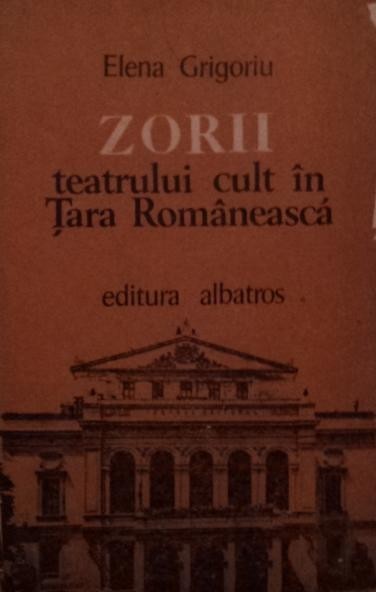 Elena Grigoriu
ZORII
teatrului cult în
Țara Românească
editura albatros